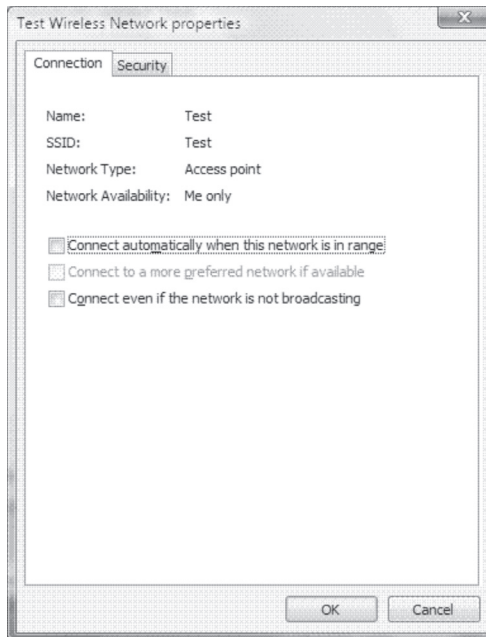 Test Wireless Network properties
Connection Security
Name: Test
SSID: Test
Network Type: Access point
Network Availability: Me only
Connect automatically when this network is in range
Connect to a more preferred network if available
Connect even if the network is not broadcasting
OK Cancel